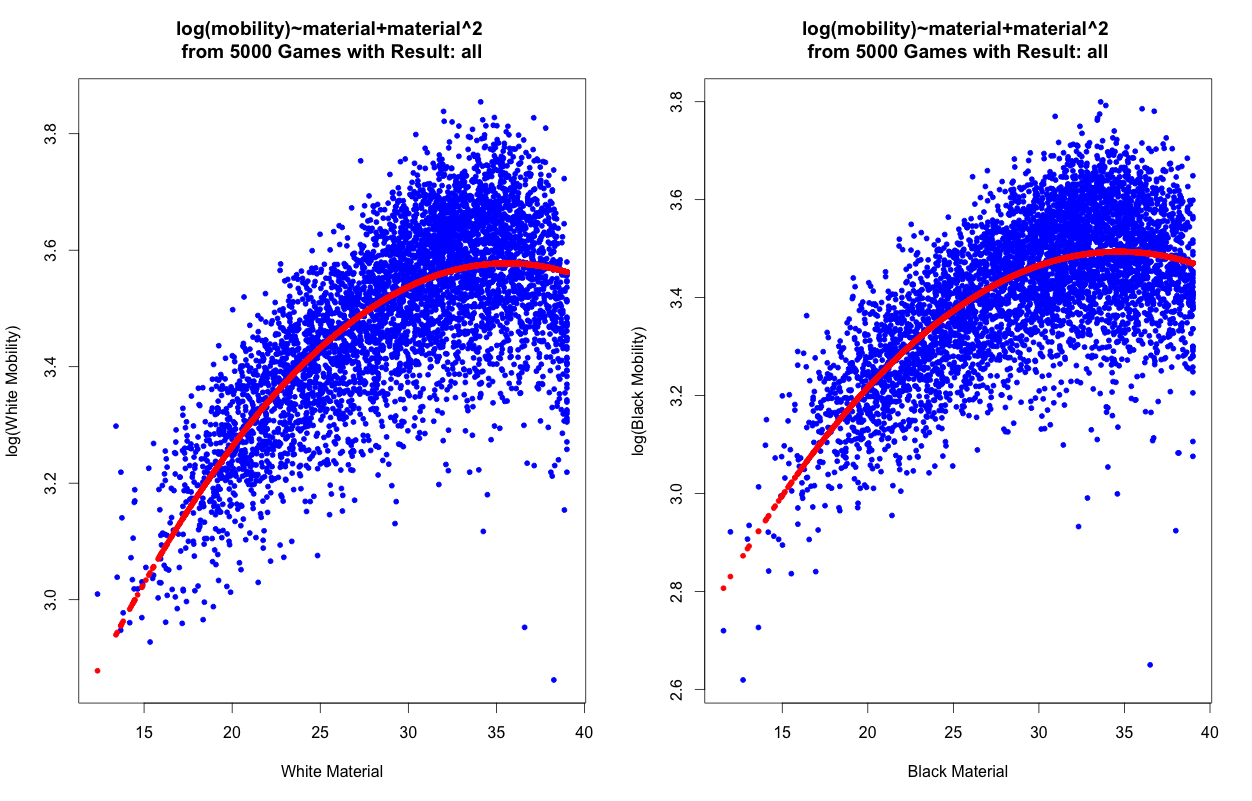 log(mobility)~material+material^2
from 5000 Games with Result: all
log(White Mobility)
3.8
3.6
3.4
3.2
3.0
15 20 25 30 35 40
White Material
log(mobility)~material+material^2
from 5000 Games with Result: all
log(Black Mobility)
3.8
3.6
3.4
3.2
3.0
2.8
2.6
15 20 25 30 35 40
Black Material